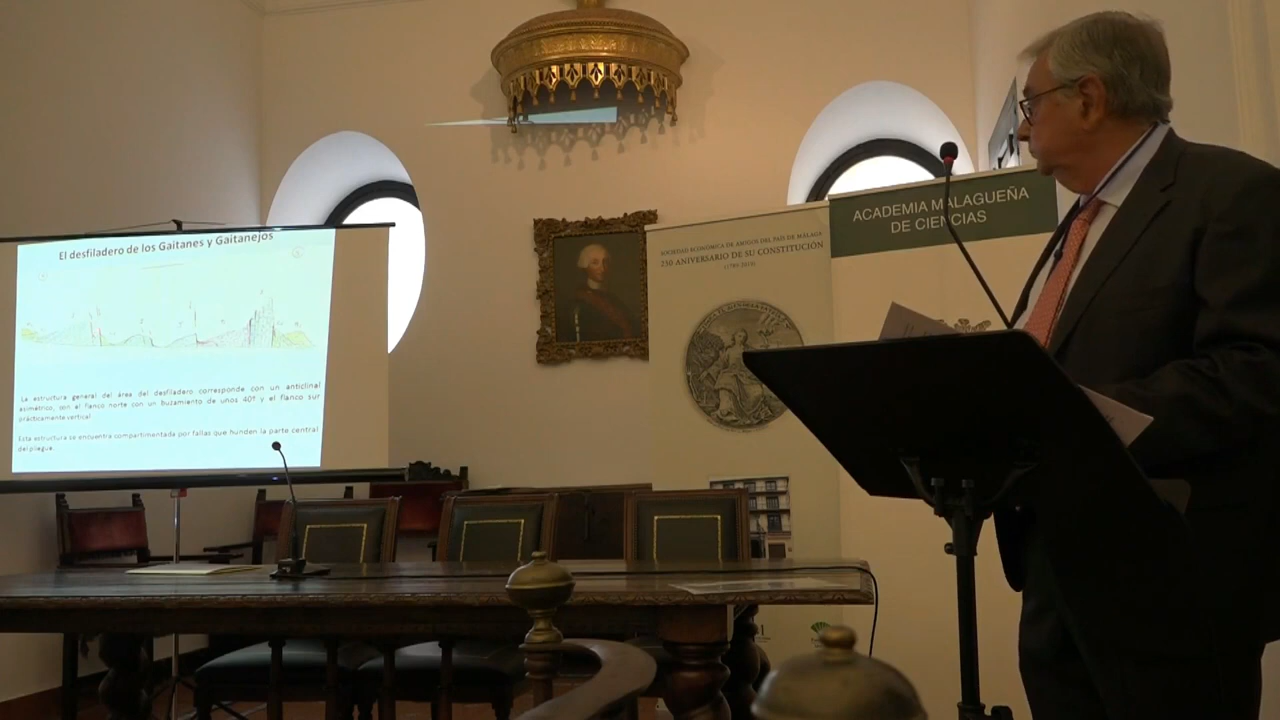 El desfiladero de los Gaitanes y Gaitanejos
La estructura general del área del desfiladero corresponde con un anticlinal
asimétrico, con el flanco norte con un buzamiento de unos 40º y el flanco sur
prácticamente vertical
Esta estructura se encuentra compartimentada por fallas que hunden la parte central
del pliegue.
SOCIEDAD ECONÓMICA DE AMIGOS DEL PAÍS DE MÁLAGA
250 ANIVERSARIO DE SU CONSTITUCIÓN
(1789-2039)
ACADEMIA MALAGUEÑA
DE CIENCIAS